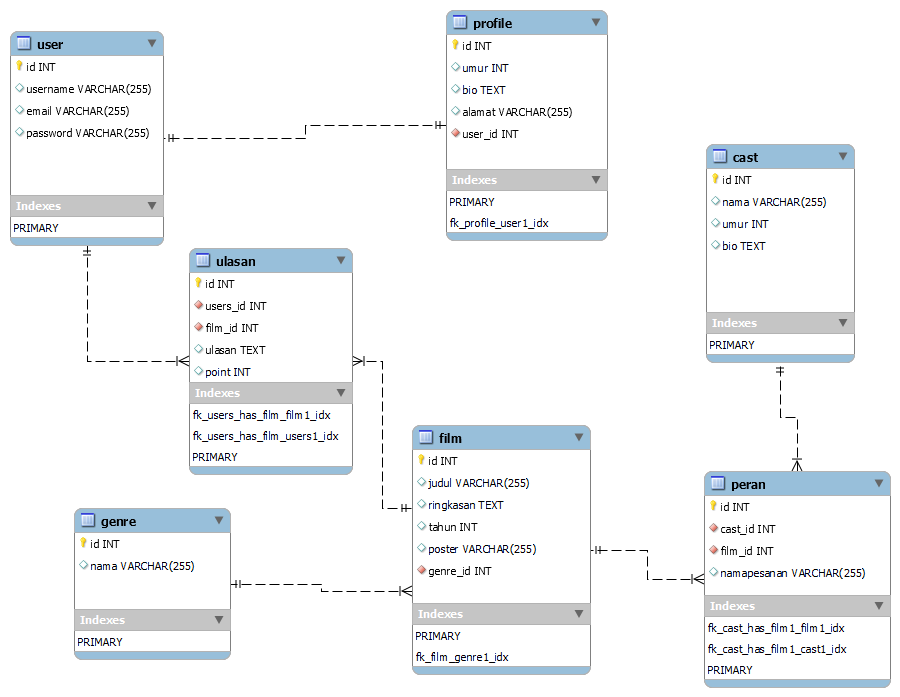 user
id INT
username VARCHAR(255)
email VARCHAR(255)
password VARCHAR(255)
Indexes
PRIMARY
profile
id INT
umur INT
bio TEXT
alamat VARCHAR(255)
user_id INT
Indexes
PRIMARY
fk_profile_user1_idx
cast
id INT
nama VARCHAR(255)
umur INT
bio TEXT
Indexes
PRIMARY
ulasan
id INT
users_id INT
film_id INT
ulasan TEXT
point INT
Indexes
fk_users_has_film_film1_idx
fk_users_has_film_users1_idx
PRIMARY
film
id INT
judul VARCHAR(255)
ringkasan TEXT
tahun INT
poster VARCHAR(255)
genre_id INT
Indexes
PRIMARY
fk_film_genre1_idx
genre
id INT
nama VARCHAR(255)
Indexes
PRIMARY
peran
id INT
cast_id INT
film_id INT
namapesanan VARCHAR(255)
Indexes
fk_cast_has_film1_film1_idx
fk_cast_has_film1_cast1_idx
PRIMARY